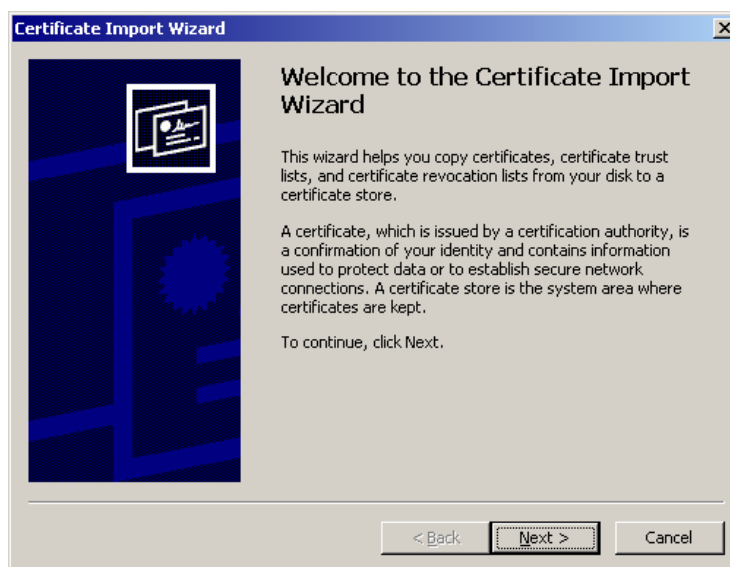 Certificate Import Wizard
Welcome to the Certificate Import
Wizard
This wizard helps you copy certificates, certificate trust
lists, and certificate revocation lists from your disk to a
certificate store.
A certificate, which is issued by a certification authority, is
a confirmation of your identity and contains information
used to protect data or to establish secure network
connections. A certificate store is the system area where
certificates are kept.
To continue, click Next.
< Back Next > Cancel